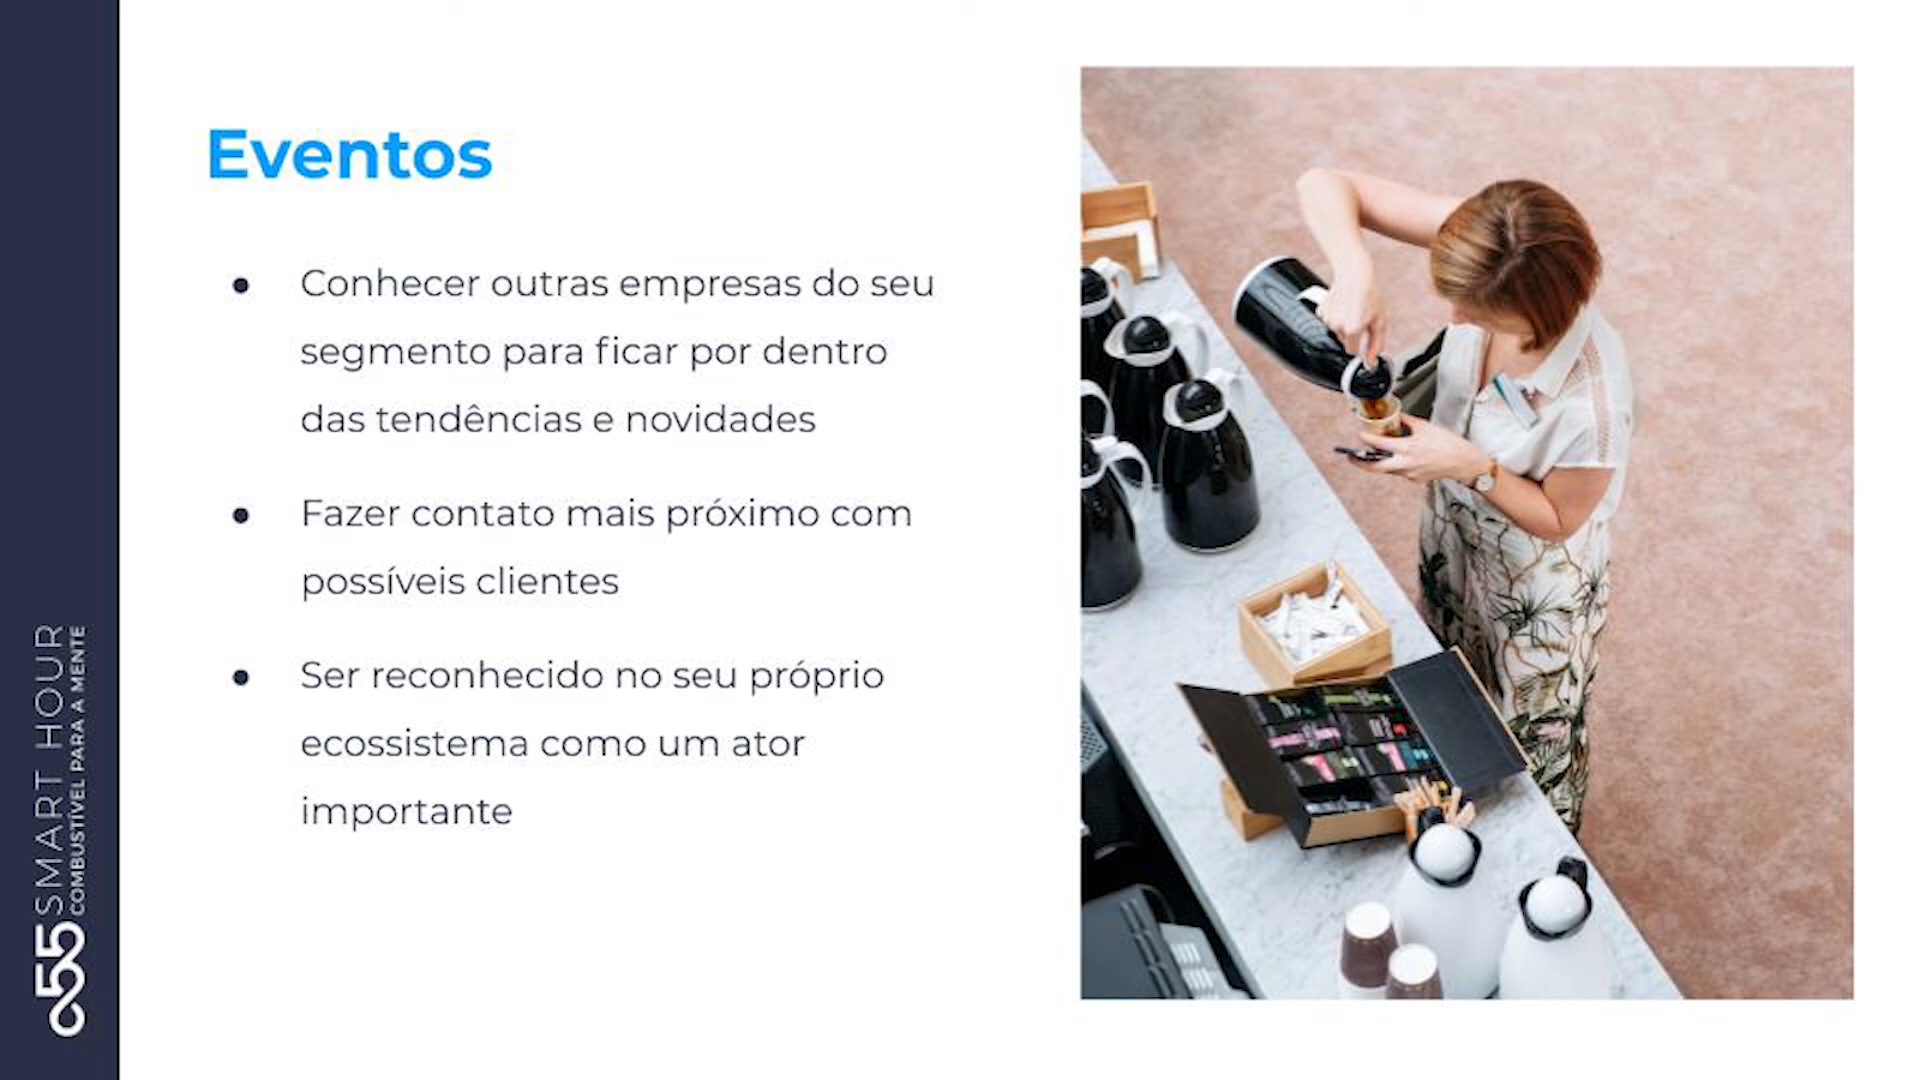 Eventos
● Conhecer outras empresas do seu
segmento para ficar por dentro
das tendências e novidades
● Fazer contato mais próximo com
possíveis clientes
● Ser reconhecido no seu próprio
ecossistema como um ator
importante
SMART HOUR
COMBUSTÍVEL PARA A MENTE